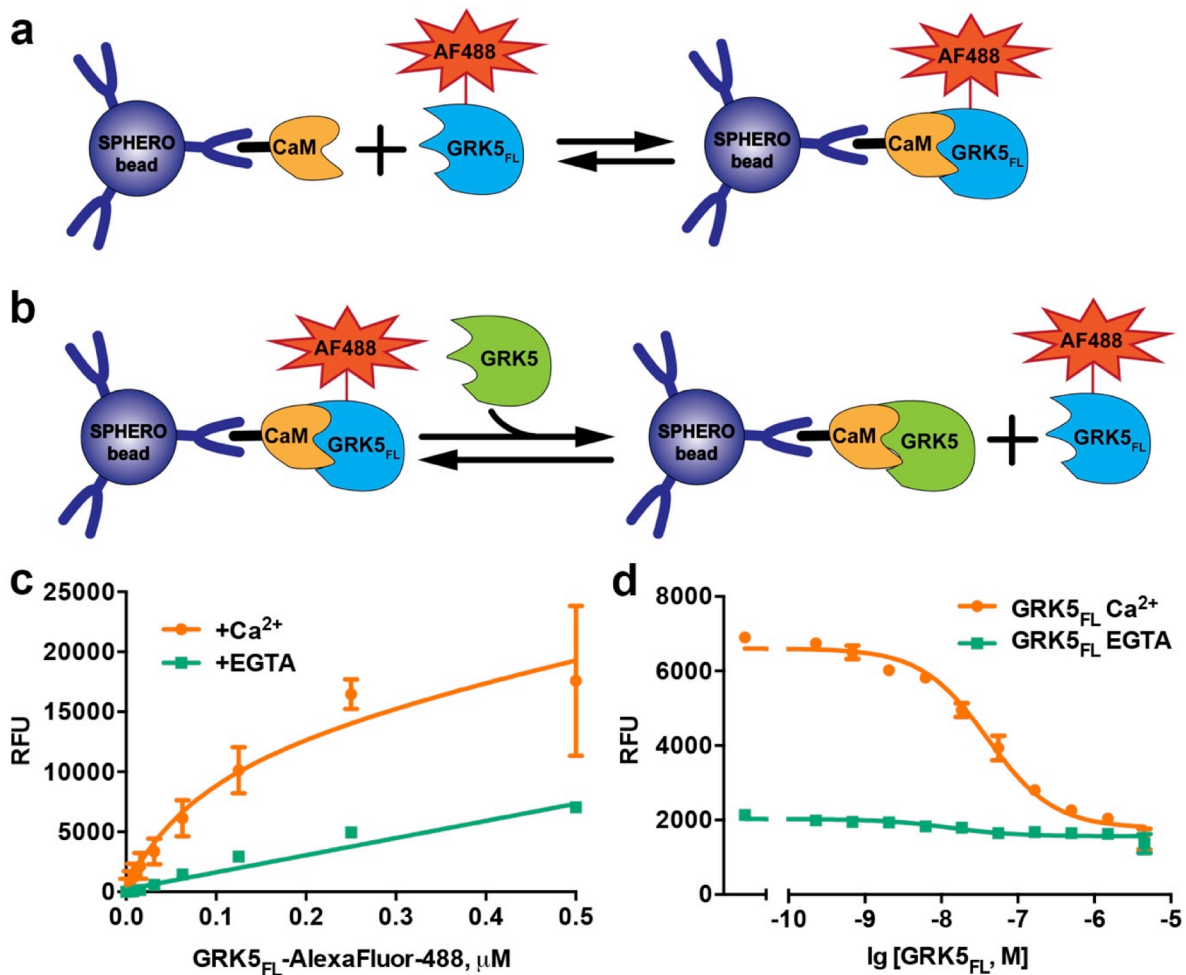 a
AF488
AF488
SPHERO
bead
CaM
+
GRK5FL
SPHERO
bead
CaM
GRK5FL
b
AF488
GRK5
AF488
SPHERO
bead
CaM
GRK5FL
SPHERO
bead
CaM
GRK5
+
GRK5FL
c
25000
20000
15000
10000
5000
0
RFU
+Ca²⁺
+EGTA
0.0 0.1 0.2 0.3 0.4 0.5
GRK5FL-AlexaFluor-488, μM
d
8000
6000
4000
2000
0
RFU
GRK5FL Ca²⁺
GRK5FL EGTA
-10 -9 -8 -7 -6 -5
lg [GRK5FL, M]